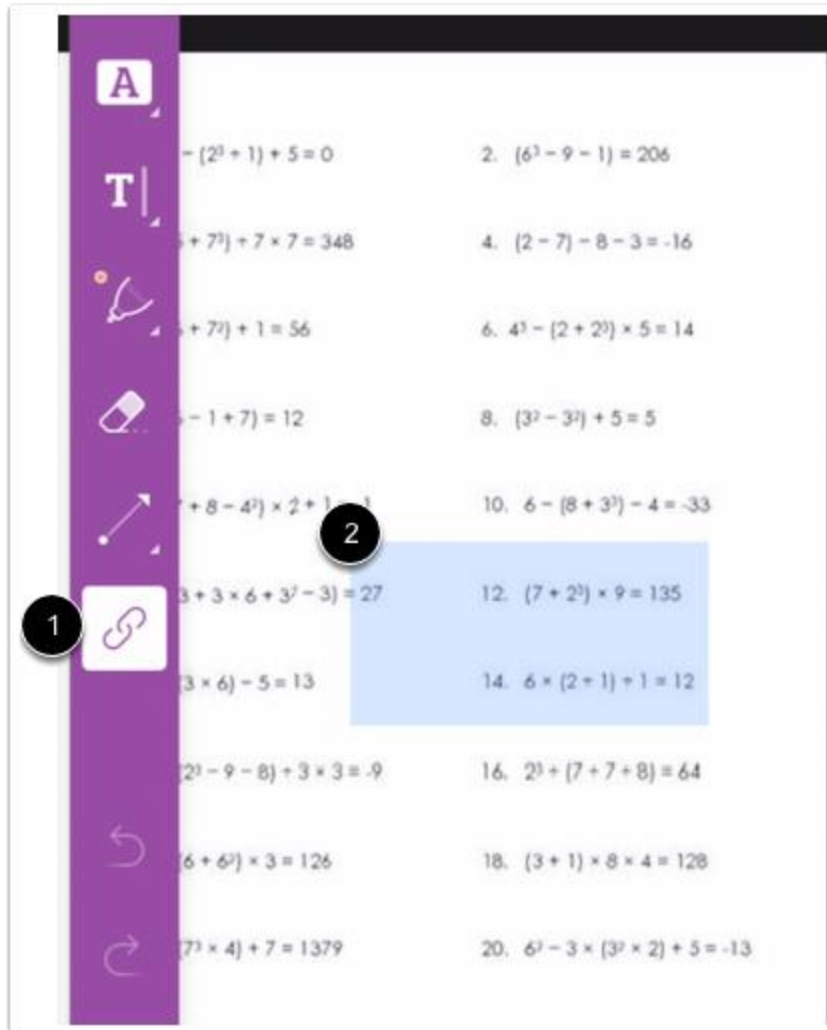 A
T
− (2³ + 1) + 5 = 0 2. (6³ − 9 − 1) = 206
+ 7³) + 7 × 7 = 348 4. (2 − 7) − 8 − 3 = -16
+ 7²) + 1 = 56 6. 4³ − (2 + 2³) × 5 = 14
− 1 + 7) = 12 8. (3² − 3²) + 5 = 5
+ 8 − 4²) × 2 + 1 1 10. 6 − (8 + 3³) − 4 = -33
2
3 + 3 × 6 + 3² − 3) = 27 12. (7 + 2³) × 9 = 135
1
(3 × 6) − 5 = 13 14. 6 × (2 ÷ 1) ÷ 1 = 12
(2³ − 9 − 8) + 3 × 3 = -9 16. 2³ + (7 + 7 + 8) = 64
(6 + 6²) × 3 = 126 18. (3 + 1) × 8 × 4 = 128
(7³ × 4) + 7 = 1379 20. 6² − 3 × (3² × 2) + 5 = -13